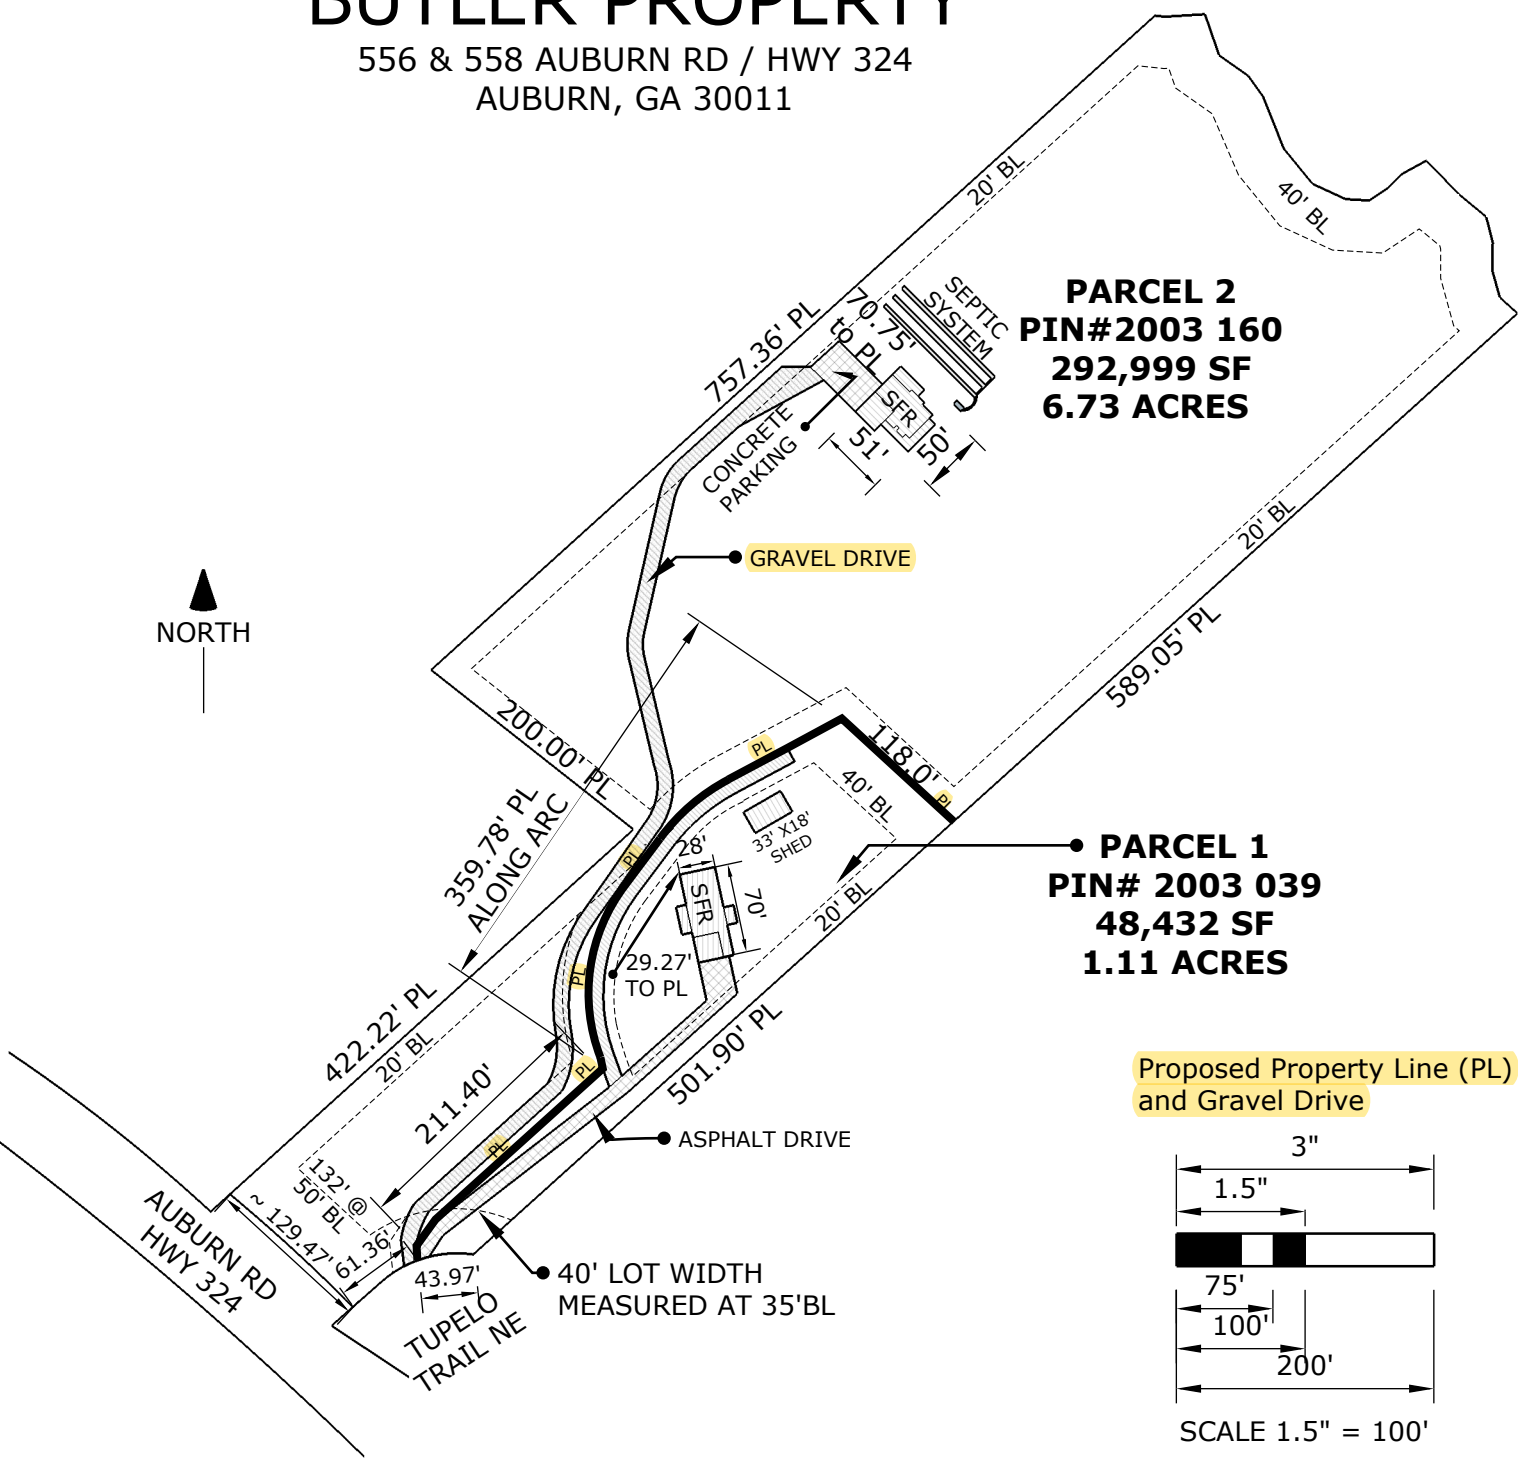 BUTLER PROPERTY
556 & 558 AUBURN RD / HWY 324
AUBURN, GA 30011
20' BL
40' BL
PARCEL 2
PIN#2003 160
292,999 SF
6.73 ACRES
SEPTIC
SYSTEM
70.75'
to PL
757.36' PL
SFR
51'
50'
CONCRETE
PARKING
20' BL
GRAVEL DRIVE
NORTH
589.05' PL
200.00' PL
PL
118.0'
PL
40' BL
359.78' PL
ALONG ARC
33' X18'
SHED
28'
PL
SFR
70'
20' BL
PARCEL 1
PIN# 2003 039
48,432 SF
1.11 ACRES
29.27'
TO PL
PL
422.22' PL
20' BL
501.90' PL
PL
211.40'
ASPHALT DRIVE
PL
132' @
50' BL
~ 129.47'
61.36'
AUBURN RD
HWY 324
43.97'
TUPELO
TRAIL NE
40' LOT WIDTH
MEASURED AT 35'BL
Proposed Property Line (PL)
and Gravel Drive
3"
1.5"
75'
100'
200'
SCALE 1.5" = 100'